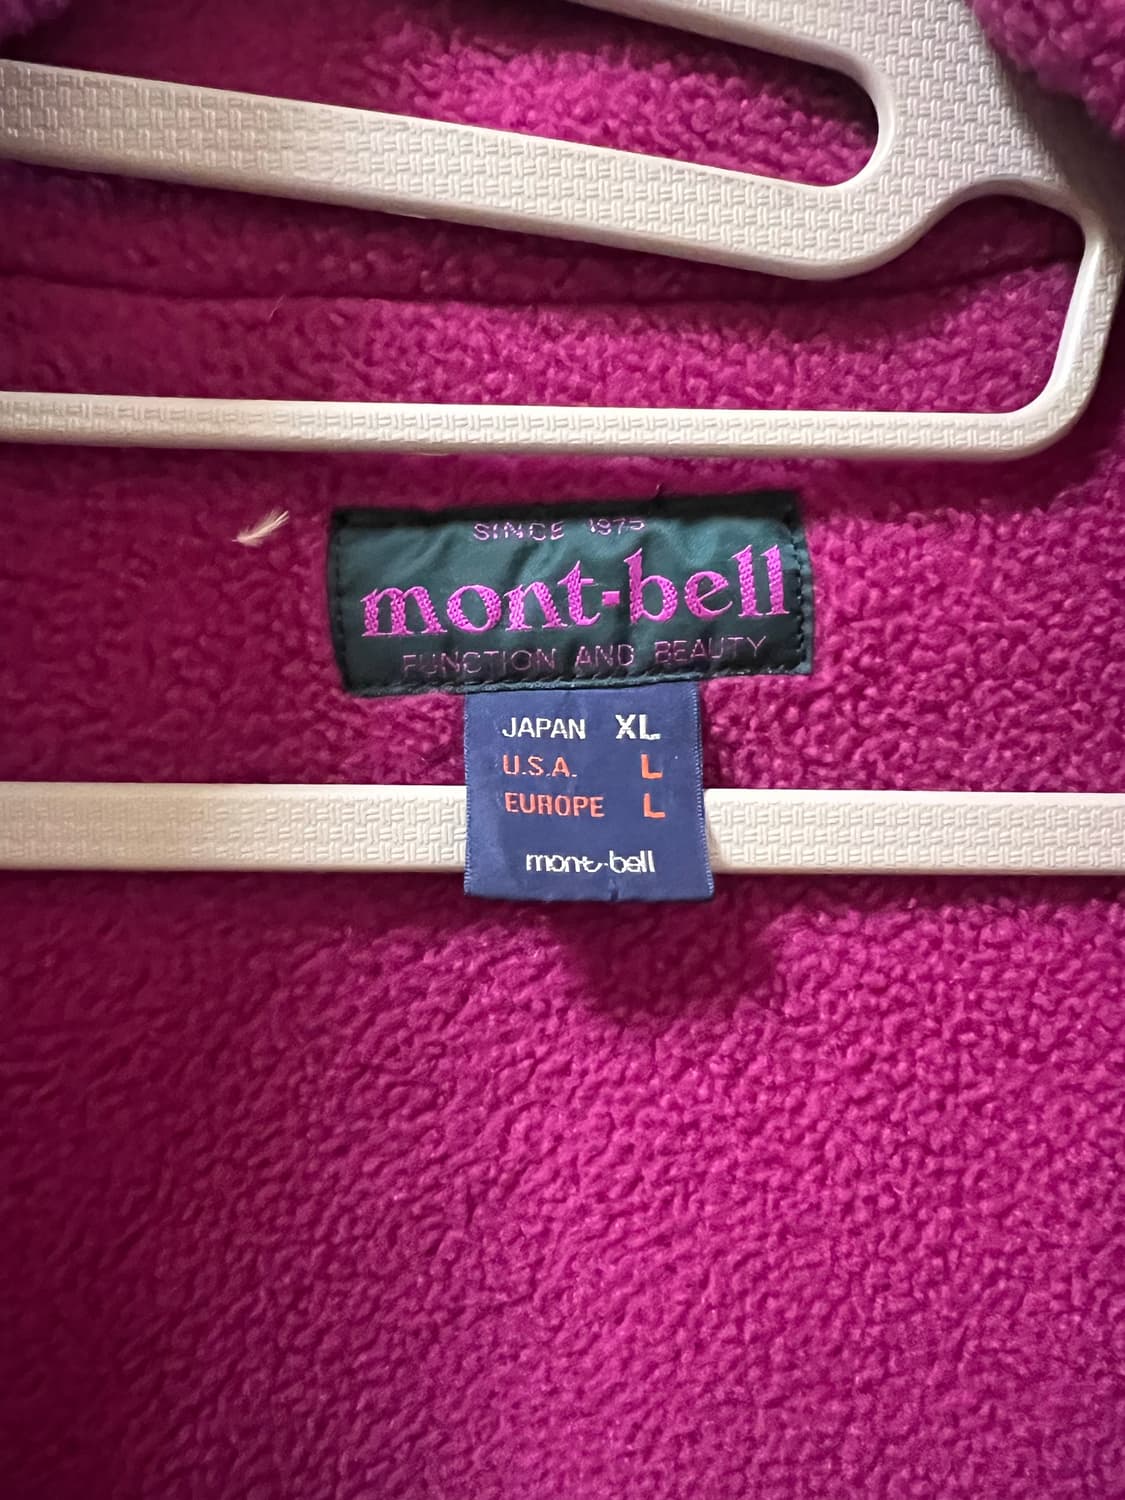 SINCE 1975
mont-bell
FUNCTION AND BEAUTY
JAPAN XL
U.S.A. L
EUROPE L
mont-bell